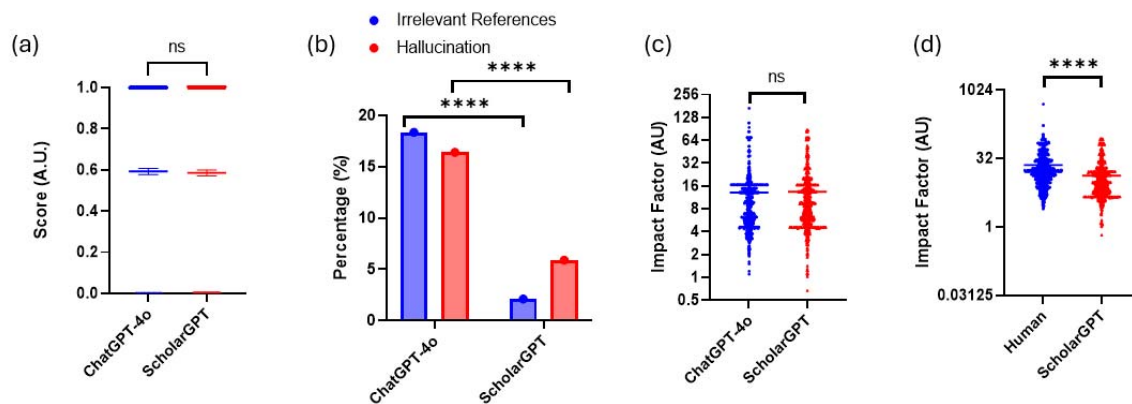 Irrelevant References
Hallucination
(a)
ns
Score (A.U.)
1.0
0.8
0.6
0.4
0.2
0.0
ChatGPT-4o
ScholarGPT
(b)
****
****
Percentage (%)
20
15
10
5
0
ChatGPT-4o
ScholarGPT
(c)
ns
Impact Factor (AU)
256
128
64
32
16
8
4
2
1
0.5
ChatGPT-4o
ScholarGPT
(d)
****
Impact Factor (AU)
1024
32
1
0.03125
Human
ScholarGPT